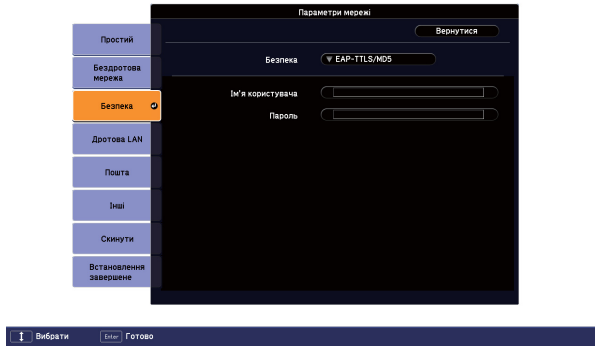 Параметри мережі
Вернутися
Простий
Бездротова
мережа
Безпека
Дротова LAN
Пошта
Інші
Скинути
Встановлення
завершене
Безпека ▼ EAP-TTLS/MD5
Ім'я користувача
Пароль
Вибрати Enter Готово